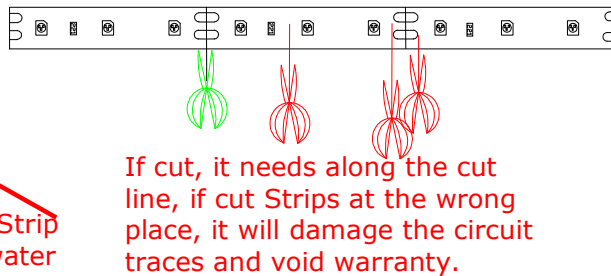 If cut, it needs along the cut
line, if cut Strips at the wrong
place, it will damage the circuit
traces and void warranty.
Strip
water